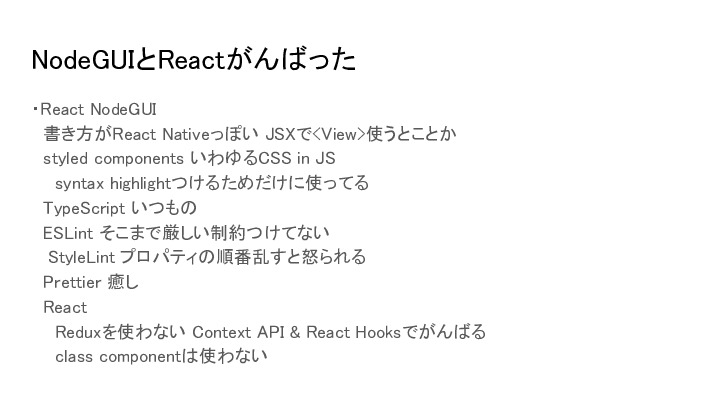 NodeGUIとReactがんばった
・React NodeGUI
書き方がReact Nativeっぽい JSXで<View>使うとことか
styled components いわゆるCSS in JS
syntax highlightつけるためだけに使ってる
TypeScript いつもの
ESLint そこまで厳しい制約つけてない
StyleLint プロパティの順番乱すと怒られる
Prettier 癒し
React
Reduxを使わない Context API & React Hooksでがんばる
class componentは使わない